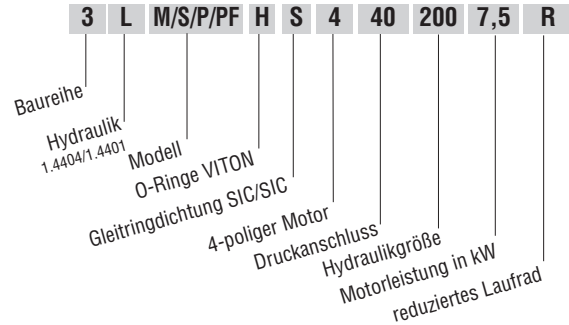 3 L M/S/P/PF H S 4 40 200 7,5 R
Baureihe
Hydraulik
1.4404/1.4401
Modell
O-Ringe VITON
Gleitringdichtung SIC/SIC
4-poliger Motor
Druckanschluss
Hydraulikgröße
Motorleistung in kW
reduziertes Laufrad